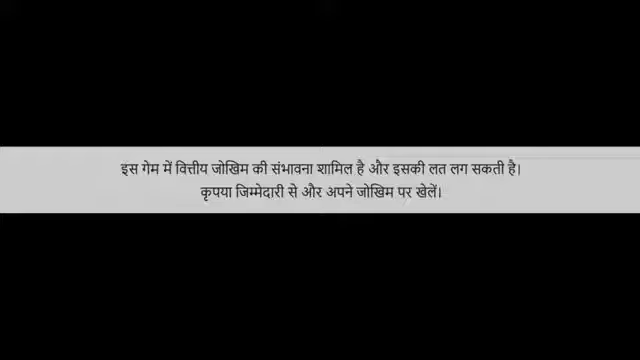 इस गेम में वित्तीय जोखिम की संभावना शामिल है और इसकी लत लग सकती है।
कृपया जिम्मेदारी से और अपने जोखिम पर खेलें।